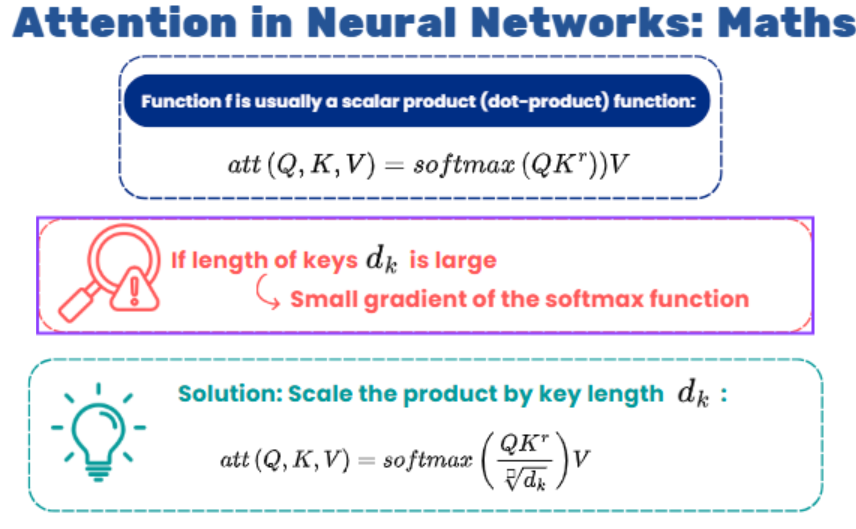 Attention in Neural Networks: Maths
Function f is usually a scalar product (dot-product) function:
att (Q, K, V) = softmax (QK^r))V
If length of keys d_k is large
Small gradient of the softmax function
Solution: Scale the product by key length d_k :
att (Q, K, V) = softmax (QK^r / √d_k) V